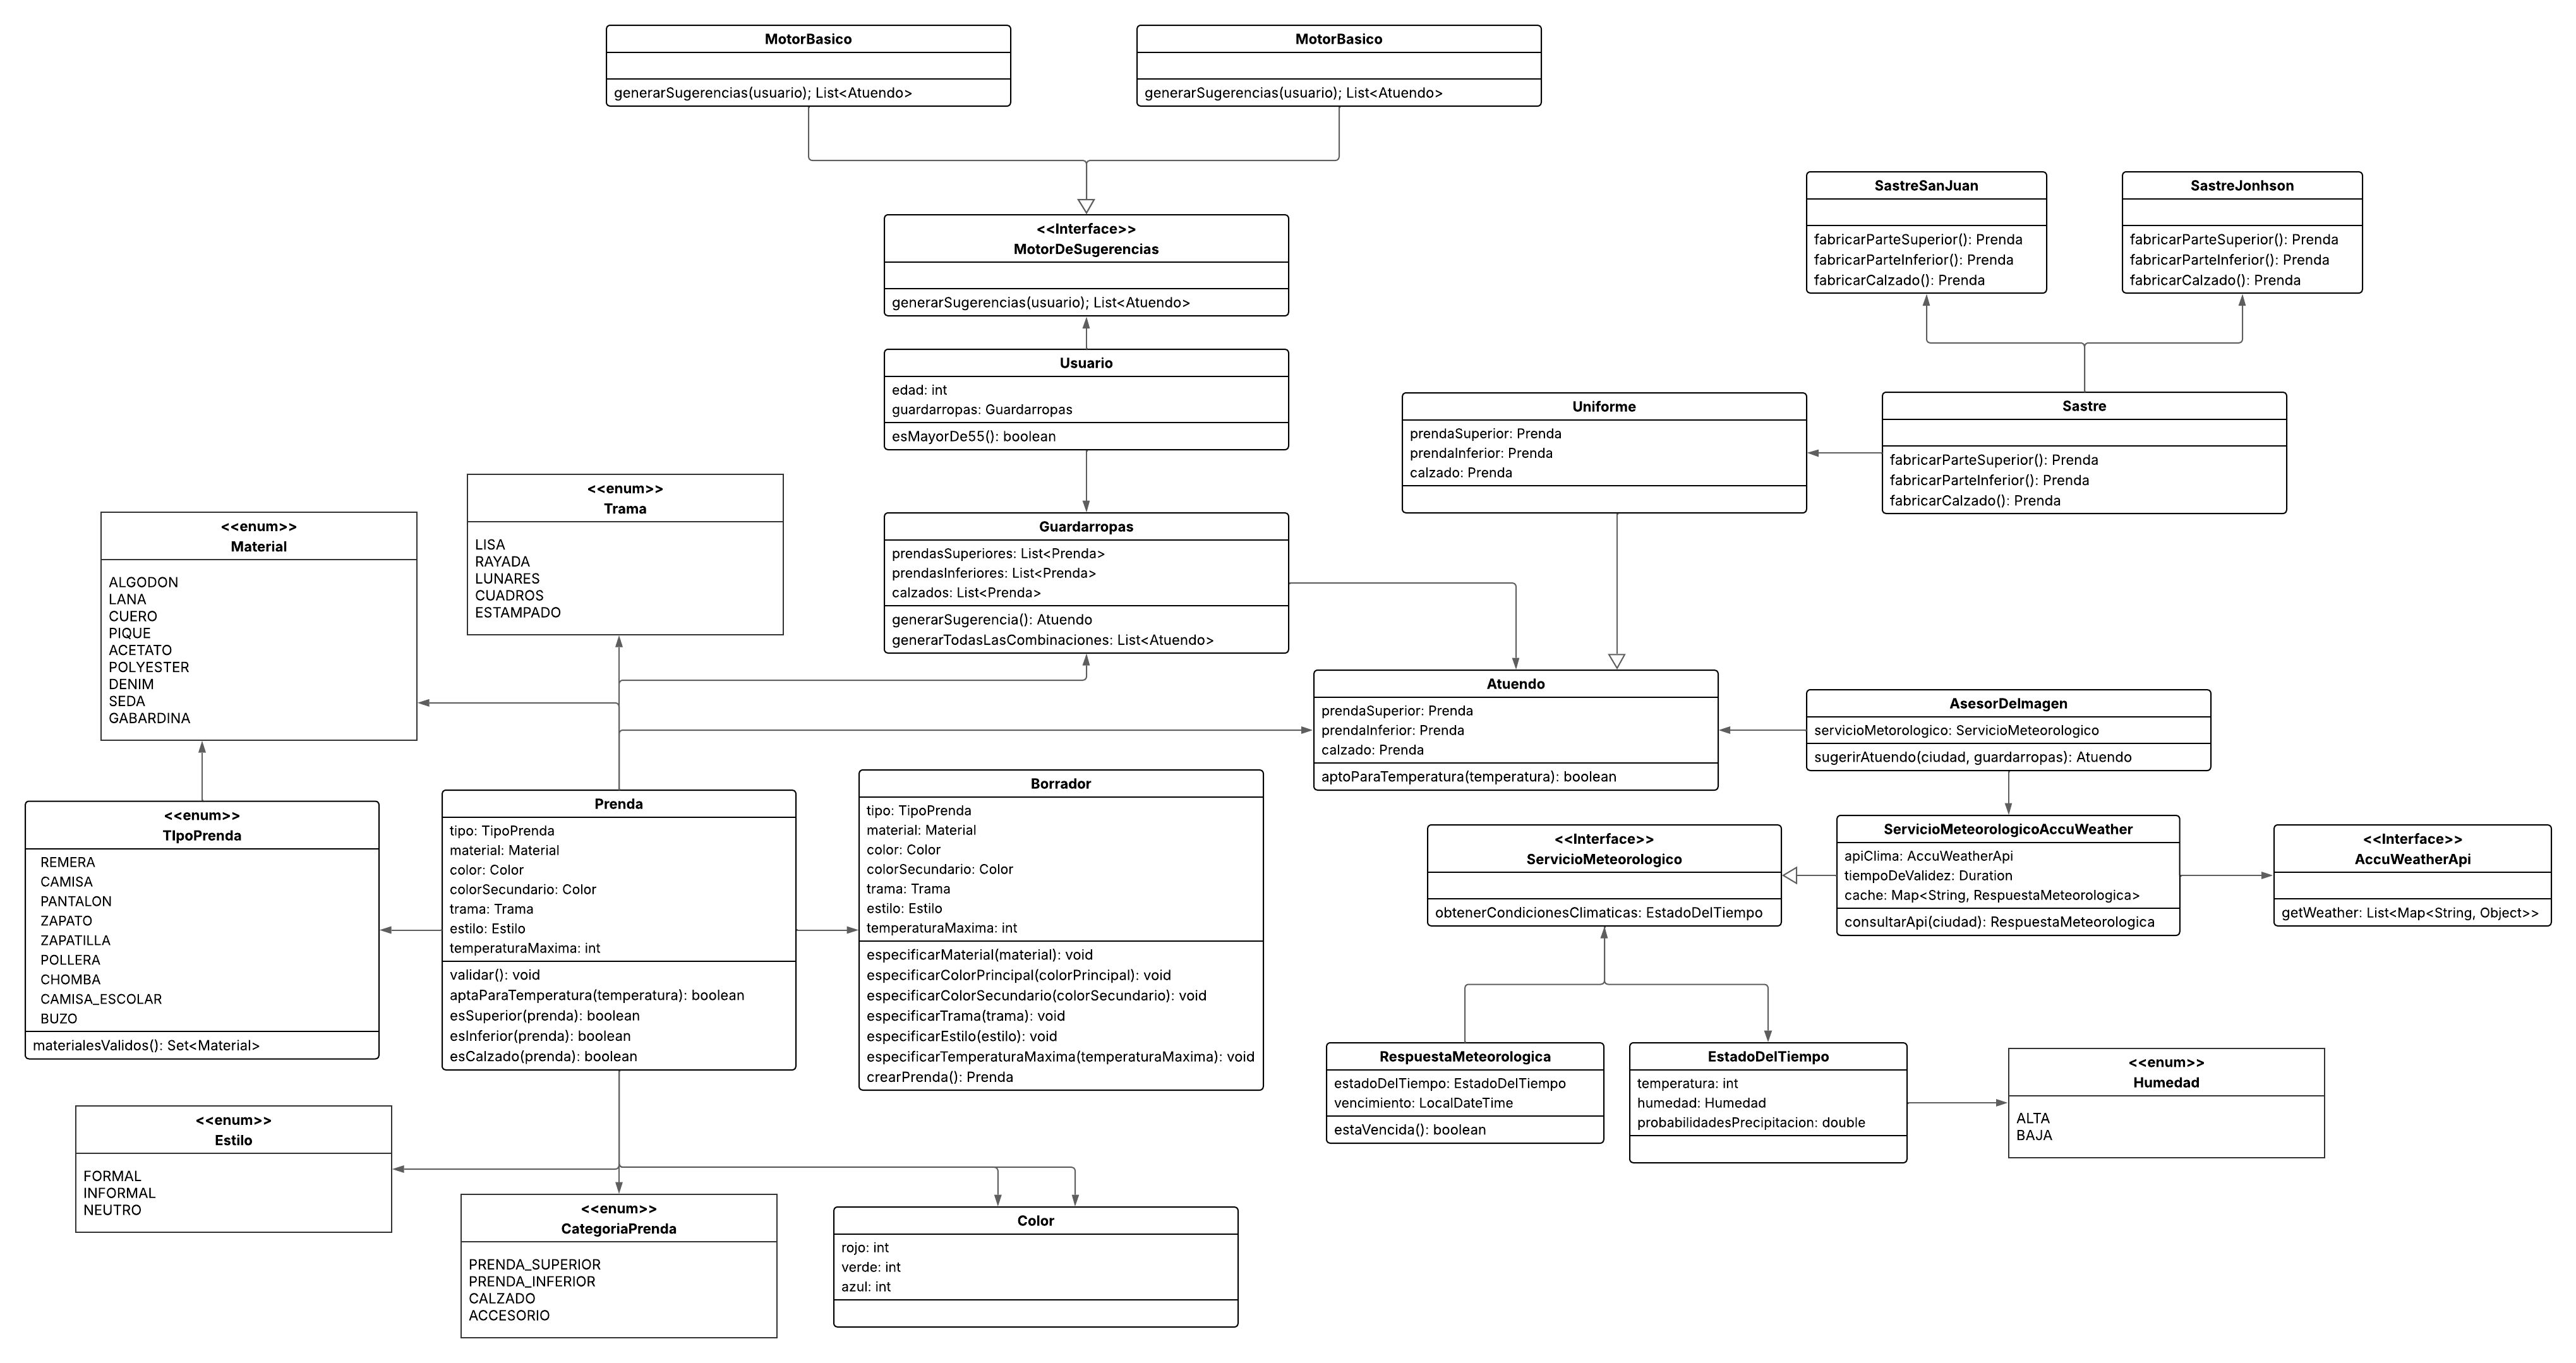 MotorBasico
generarSugerencias(usuario); List<Atuendo>
MotorBasico
generarSugerencias(usuario); List<Atuendo>
<<Interface>>
MotorDeSugerencias
generarSugerencias(usuario); List<Atuendo>
SastreSanJuan
fabricarParteSuperior(): Prenda
fabricarParteInferior(): Prenda
fabricarCalzado(): Prenda
SastreJonhson
fabricarParteSuperior(): Prenda
fabricarParteInferior(): Prenda
fabricarCalzado(): Prenda
Usuario
edad: int
guardarropas: Guardarropas
esMayorDe55(): boolean
Uniforme
prendaSuperior: Prenda
prendaInferior: Prenda
calzado: Prenda
Sastre
fabricarParteSuperior(): Prenda
fabricarParteInferior(): Prenda
fabricarCalzado(): Prenda
<<enum>>
Trama
LISA
RAYADA
LUNARES
CUADROS
ESTAMPADO
<<enum>>
Material
ALGODON
LANA
CUERO
PIQUE
ACETATO
POLYESTER
DENIM
SEDA
GABARDINA
Guardarropas
prendasSuperiores: List<Prenda>
prendasInferiores: List<Prenda>
calzados: List<Prenda>
generarSugerencia(): Atuendo
generarTodasLasCombinaciones: List<Atuendo>
Atuendo
prendaSuperior: Prenda
prendaInferior: Prenda
calzado: Prenda
aptoParaTemperatura(temperatura): boolean
AsesorDeImagen
servicioMetorologico: ServicioMeteorologico
sugerirAtuendo(ciudad, guardarropas): Atuendo
<<enum>>
TIpoPrenda
REMERA
CAMISA
PANTALON
ZAPATO
ZAPATILLA
POLLERA
CHOMBA
CAMISA_ESCOLAR
BUZO
materialesValidos(): Set<Material>
Prenda
tipo: TipoPrenda
material: Material
color: Color
colorSecundario: Color
trama: Trama
estilo: Estilo
temperaturaMaxima: int
validar(): void
aptaParaTemperatura(temperatura): boolean
esSuperior(prenda): boolean
esInferior(prenda): boolean
esCalzado(prenda): boolean
Borrador
tipo: TipoPrenda
material: Material
color: Color
colorSecundario: Color
trama: Trama
estilo: Estilo
temperaturaMaxima: int
especificarMaterial(material): void
especificarColorPrincipal(colorPrincipal): void
especificarColorSecundario(colorSecundario): void
especificarTrama(trama): void
especificarEstilo(estilo): void
especificarTemperaturaMaxima(temperaturaMaxima): void
crearPrenda(): Prenda
<<Interface>>
ServicioMeteorologico
obtenerCondicionesClimaticas: EstadoDelTiempo
ServicioMeteorologicoAccuWeather
apiClima: AccuWeatherApi
tiempoDeValidez: Duration
cache: Map<String, RespuestaMeteorologica>
consultarApi(ciudad): RespuestaMeteorologica
<<Interface>>
AccuWeatherApi
getWeather: List<Map<String, Object>>
RespuestaMeteorologica
estadoDelTiempo: EstadoDelTiempo
vencimiento: LocalDateTime
estaVencida(): boolean
EstadoDelTiempo
temperatura: int
humedad: Humedad
probabilidadesPrecipitacion: double
<<enum>>
Humedad
ALTA
BAJA
<<enum>>
Estilo
FORMAL
INFORMAL
NEUTRO
<<enum>>
CategoriaPrenda
PRENDA_SUPERIOR
PRENDA_INFERIOR
CALZADO
ACCESORIO
Color
rojo: int
verde: int
azul: int